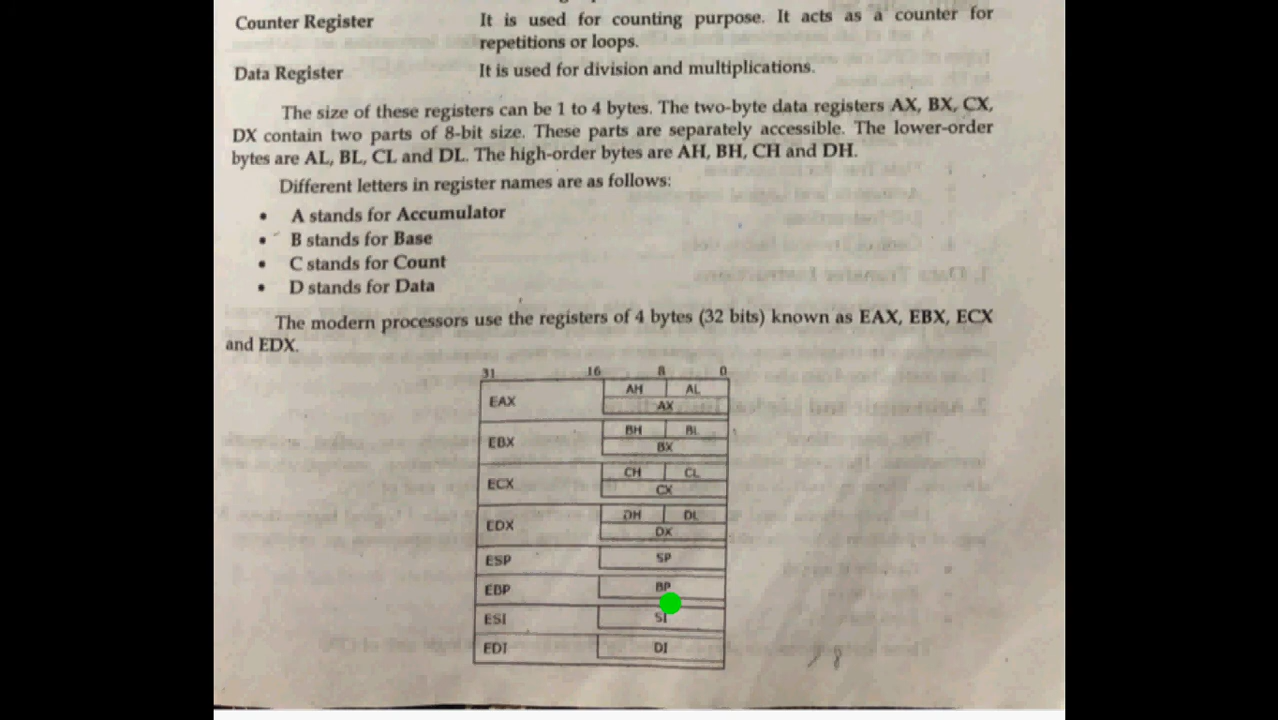 Counter Register It is used for counting purpose. It acts as a counter for
repetitions or loops.
Data Register It is used for division and multiplications.
The size of these registers can be 1 to 4 bytes. The two-byte data registers AX, BX, CX,
DX contain two parts of 8-bit size. These parts are separately accessible. The lower-order
bytes are AL, BL, CL and DL. The high-order bytes are AH, BH, CH and DH.
Different letters in register names are as follows:
• A stands for Accumulator
• B stands for Base
• C stands for Count
• D stands for Data
The modern processors use the registers of 4 bytes (32 bits) known as EAX, EBX, ECX
and EDX.
31 16 8 0
AH AL
EAX
AX
BH BL
EBX
BX
CH CL
ECX
CX
DH DL
EDX
DX
ESP SP
EBP BP
ESI SI
EDI DI